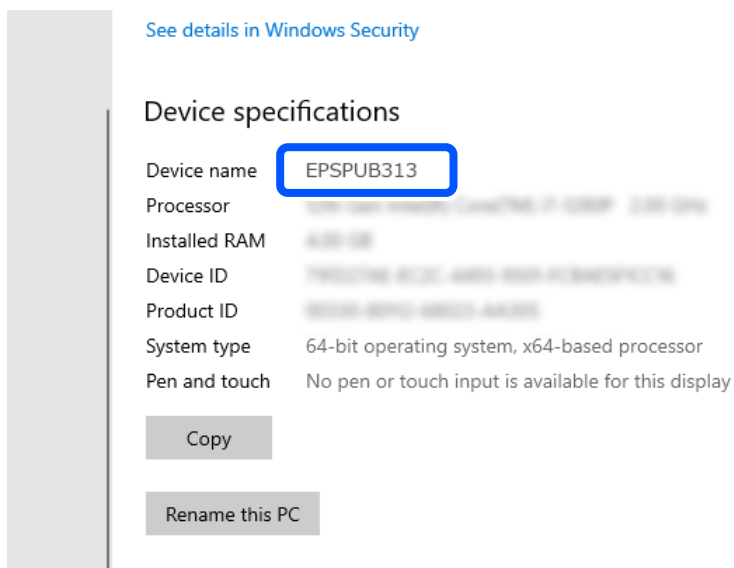 See details in Windows Security
Device specifications
Device name EPSPUB313
Processor
Installed RAM
Device ID
Product ID
System type 64-bit operating system, x64-based processor
Pen and touch No pen or touch input is available for this display
Copy
Rename this PC